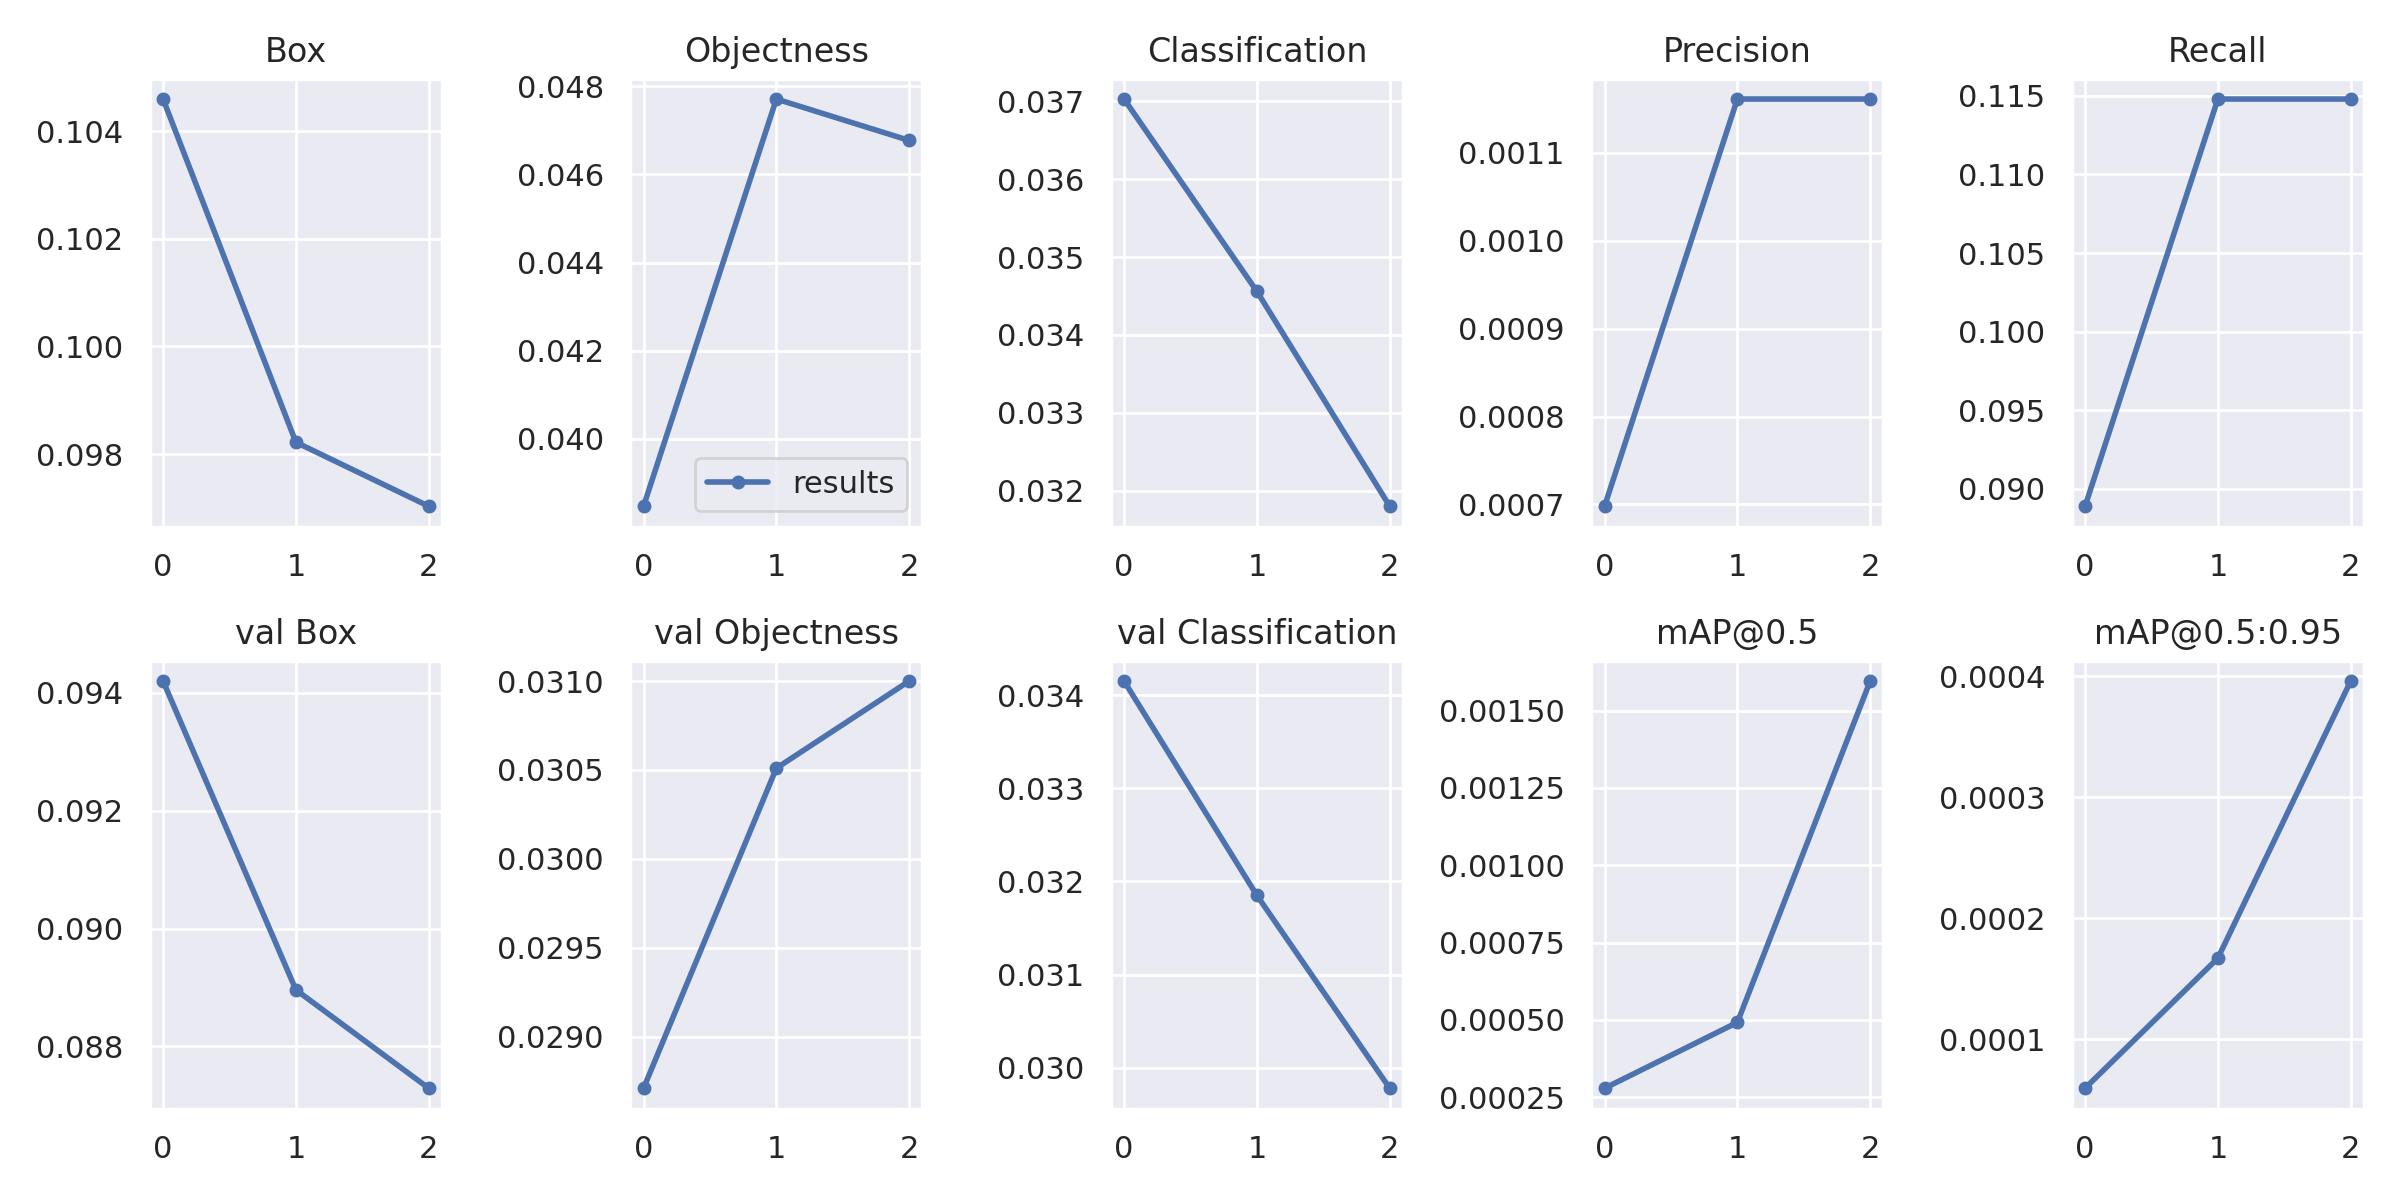 Box
0.104
0.102
0.100
0.098
0 1 2
Objectness
0.048
0.046
0.044
0.042
0.040
results
0 1 2
Classification
0.037
0.036
0.035
0.034
0.033
0.032
0 1 2
Precision
0.0011
0.0010
0.0009
0.0008
0.0007
0 1 2
Recall
0.115
0.110
0.105
0.100
0.095
0.090
0 1 2
val Box
0.094
0.092
0.090
0.088
0 1 2
val Objectness
0.0310
0.0305
0.0300
0.0295
0.0290
0 1 2
val Classification
0.034
0.033
0.032
0.031
0.030
0 1 2
mAP@0.5
0.00150
0.00125
0.00100
0.00075
0.00050
0.00025
0 1 2
mAP@0.5:0.95
0.0004
0.0003
0.0002
0.0001
0 1 2